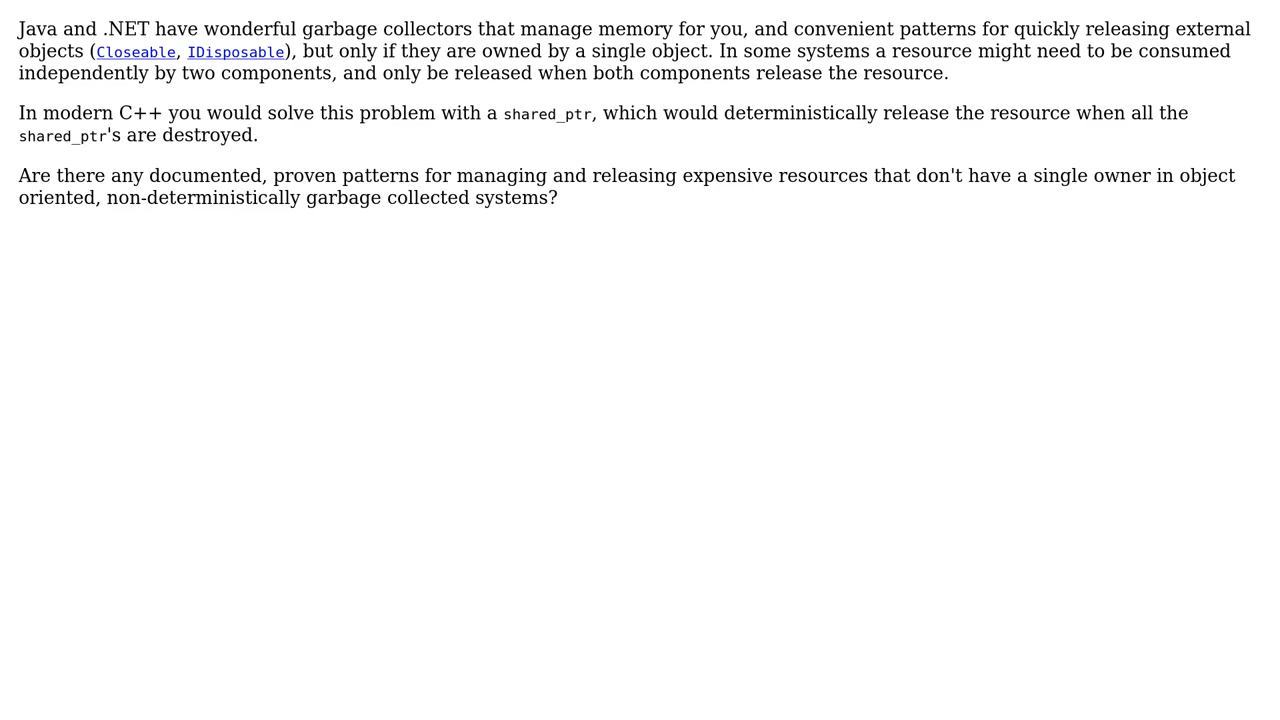 Java and .NET have wonderful garbage collectors that manage memory for you, and convenient patterns for quickly releasing external
objects (Closeable, IDisposable), but only if they are owned by a single object. In some systems a resource might need to be consumed
independently by two components, and only be released when both components release the resource.
In modern C++ you would solve this problem with a shared_ptr, which would deterministically release the resource when all the
shared_ptr's are destroyed.
Are there any documented, proven patterns for managing and releasing expensive resources that don't have a single owner in object
oriented, non-deterministically garbage collected systems?